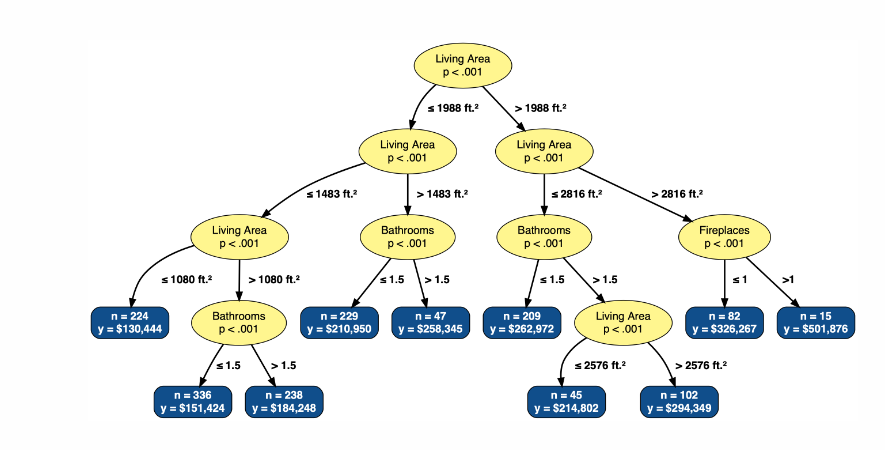 Living Area
p < .001
≤ 1988 ft.²
> 1988 ft.²
Living Area
p < .001
Living Area
p < .001
≤ 1483 ft.²
> 1483 ft.²
≤ 2816 ft.²
> 2816 ft.²
Living Area
p < .001
Bathrooms
p < .001
Bathrooms
p < .001
Fireplaces
p < .001
≤ 1080 ft.²
> 1080 ft.²
≤ 1.5
> 1.5
≤ 1.5
> 1.5
≤ 1
>1
n = 224
y = $130,444
Bathrooms
p < .001
n = 229
y = $210,950
n = 47
y = $258,345
n = 209
y = $262,972
Living Area
p < .001
n = 82
y = $326,267
n = 15
y = $501,876
≤ 1.5
> 1.5
≤ 2576 ft.²
> 2576 ft.²
n = 336
y = $151,424
n = 238
y = $184,248
n = 45
y = $214,802
n = 102
y = $294,349